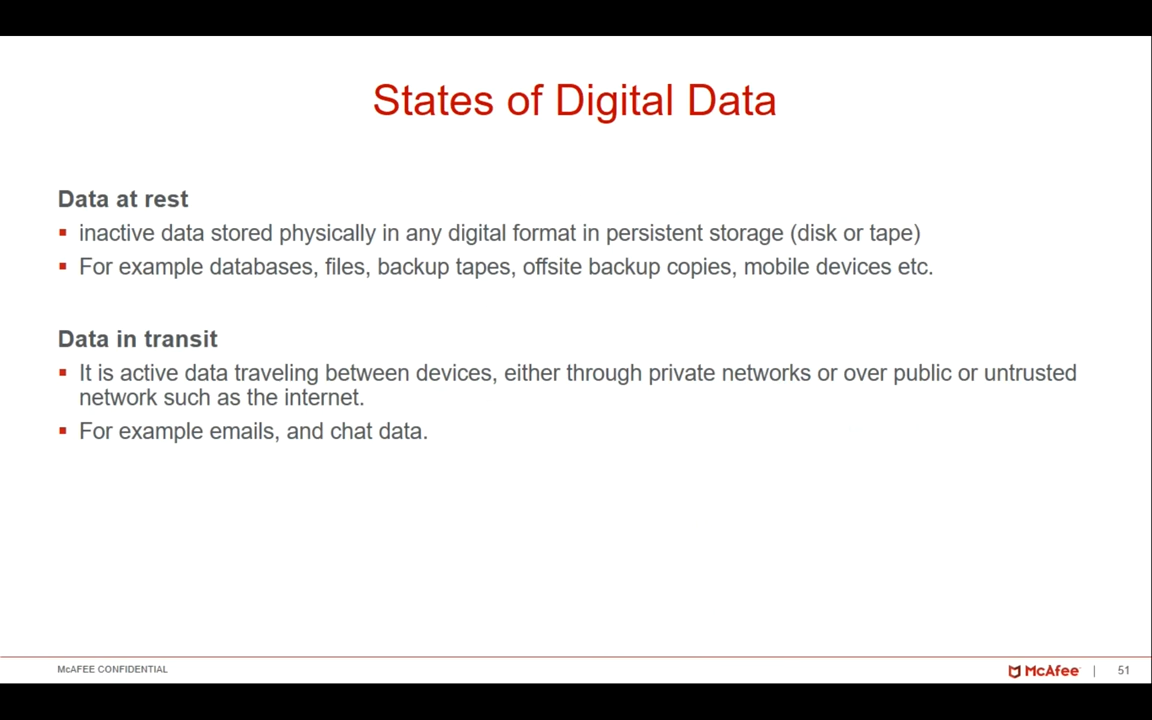 States of Digital Data
Data at rest
▪ inactive data stored physically in any digital format in persistent storage (disk or tape)
▪ For example databases, files, backup tapes, offsite backup copies, mobile devices etc.
Data in transit
▪ It is active data traveling between devices, either through private networks or over public or untrusted
network such as the internet.
▪ For example emails, and chat data.
McAFEE CONFIDENTIAL
McAfee | 51